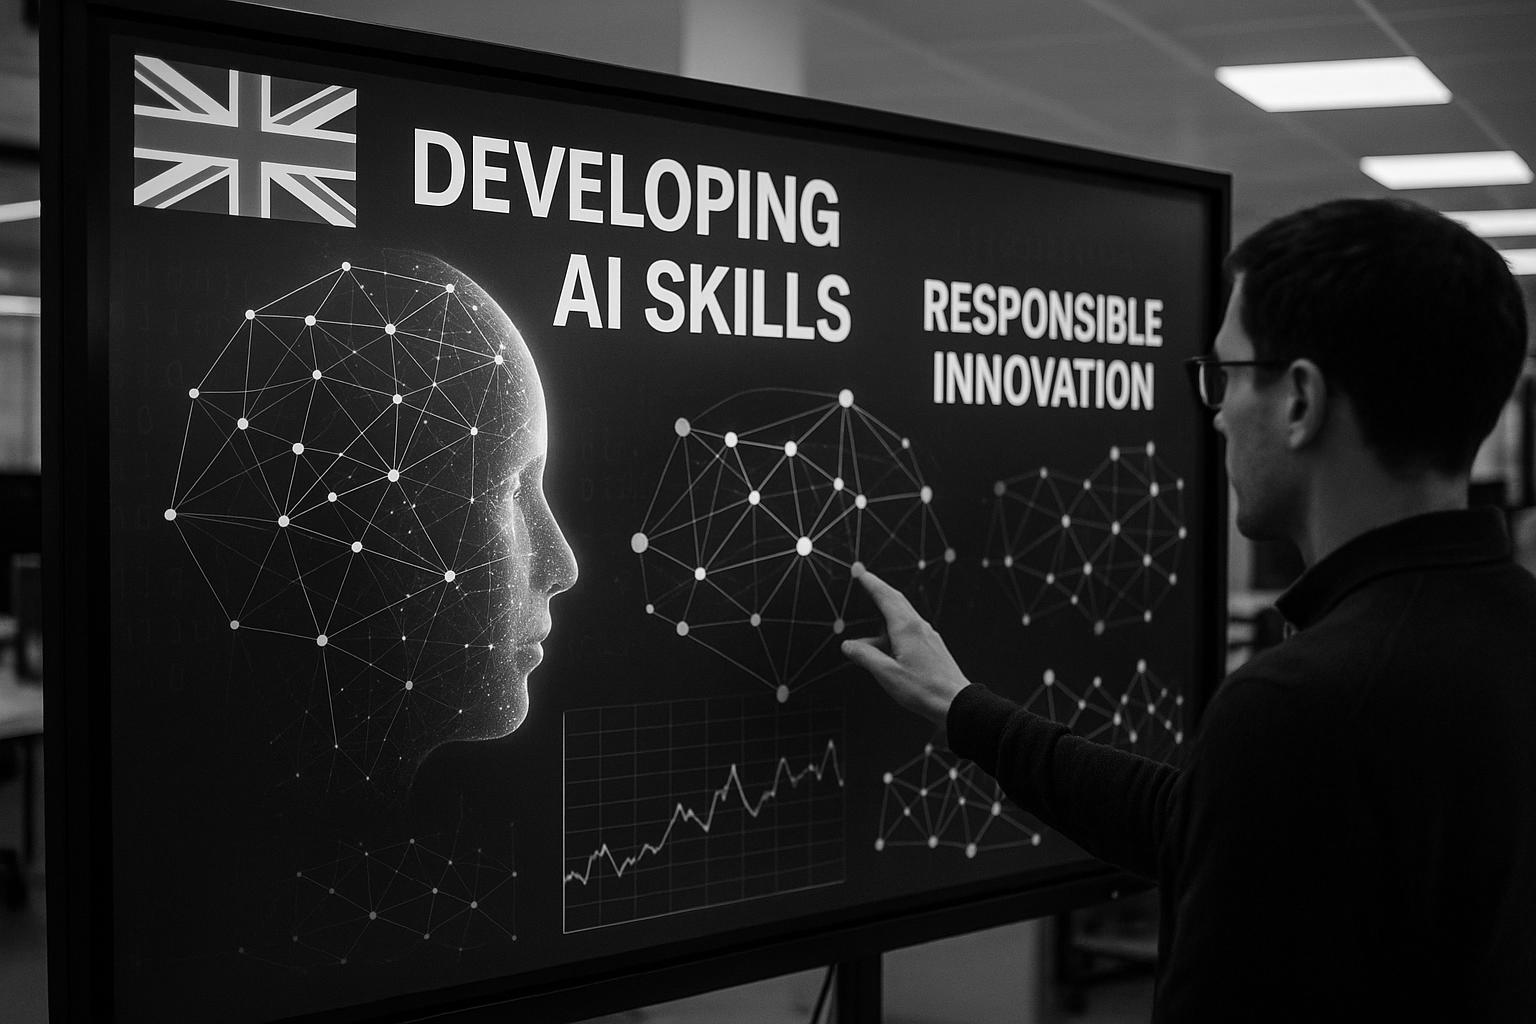 DEVELOPING
AI SKILLS
RESPONSIBLE
INNOVATION